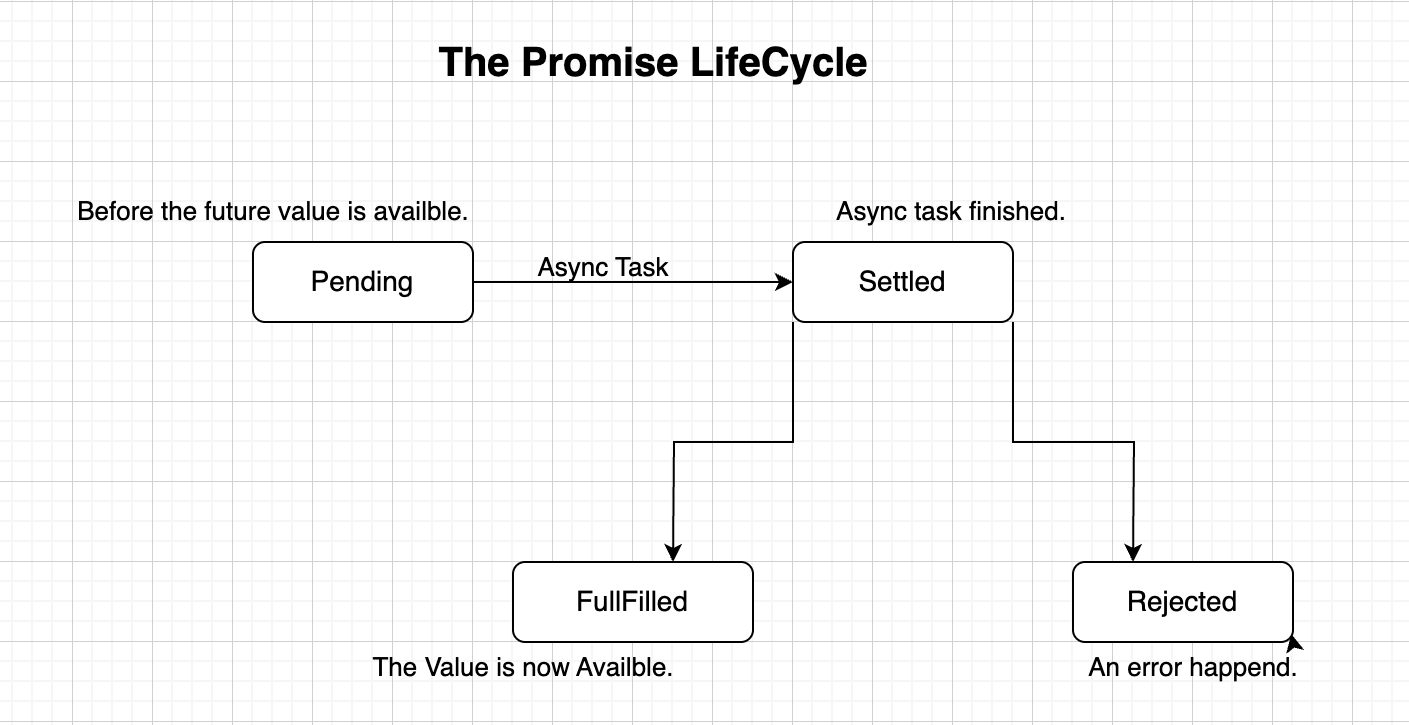 The Promise LifeCycle
Before the future value is availble.
Async task finished.
Pending
Async Task
Settled
FullFilled
Rejected
The Value is now Availble.
An error happend.